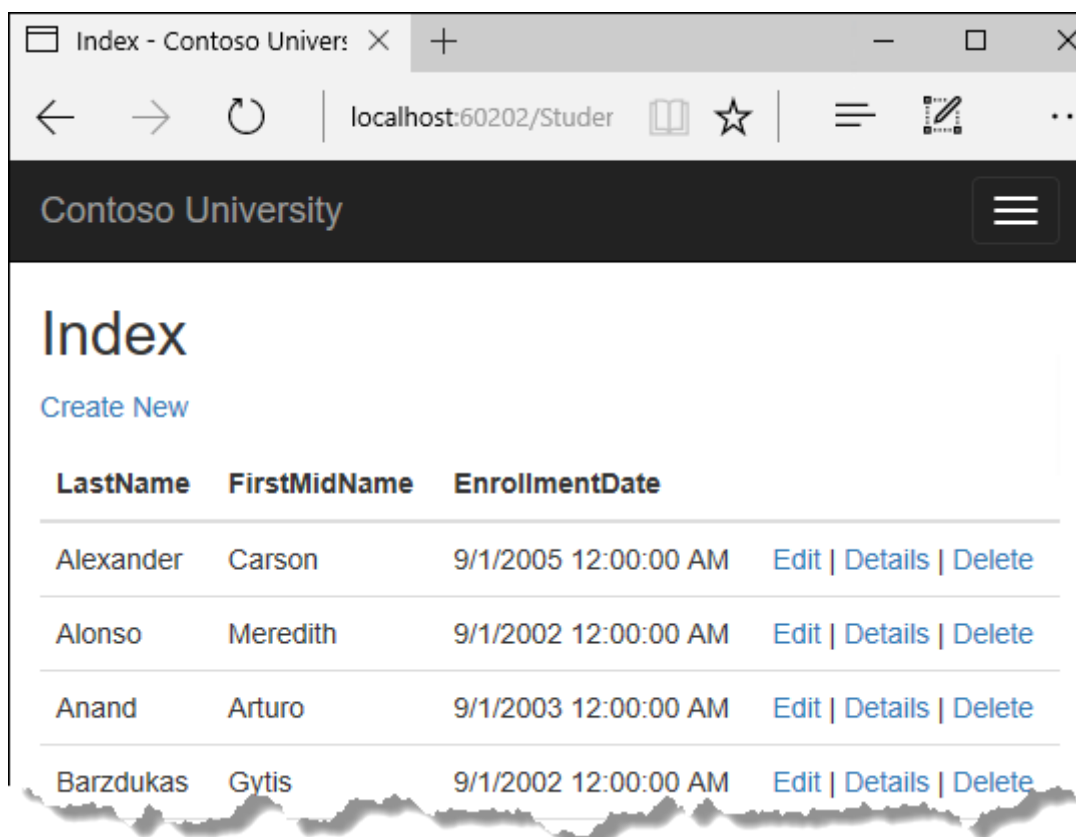 Index - Contoso Univers
localhost:60202/Studer
Contoso University
Index
Create New
LastName FirstMidName EnrollmentDate
Alexander Carson 9/1/2005 12:00:00 AM Edit | Details | Delete
Alonso Meredith 9/1/2002 12:00:00 AM Edit | Details | Delete
Anand Arturo 9/1/2003 12:00:00 AM Edit | Details | Delete
Barzdukas Gytis 9/1/2002 12:00:00 AM Edit | Details | Delete